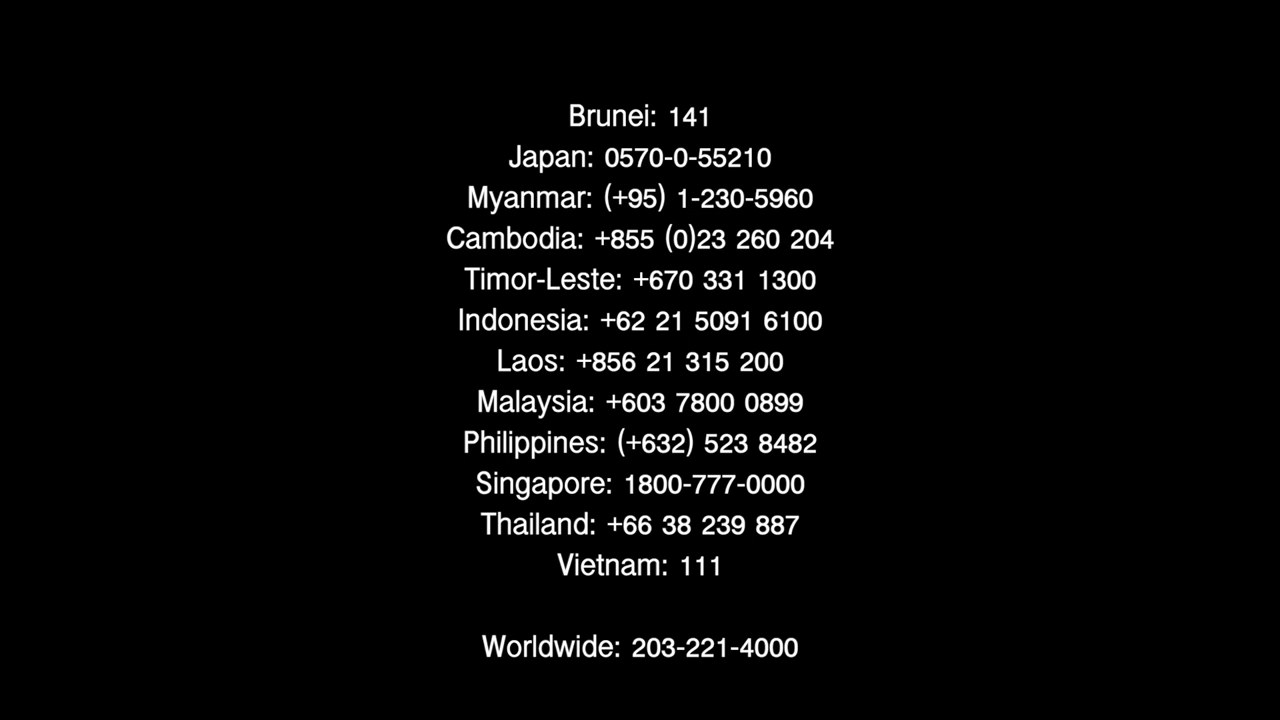 Brunei: 141
Japan: 0570-0-55210
Myanmar: (+95) 1-230-5960
Cambodia: +855 (0)23 260 204
Timor-Leste: +670 331 1300
Indonesia: +62 21 5091 6100
Laos: +856 21 315 200
Malaysia: +603 7800 0899
Philippines: (+632) 523 8482
Singapore: 1800-777-0000
Thailand: +66 38 239 887
Vietnam: 111
Worldwide: 203-221-4000